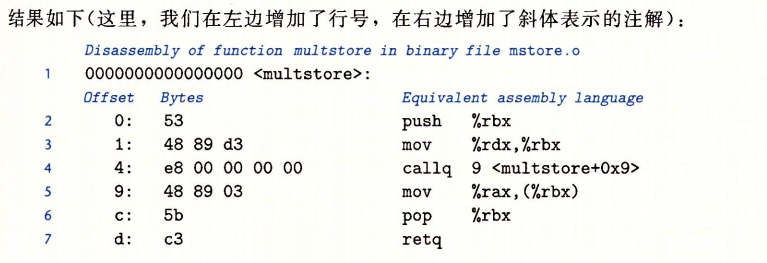 结果如下(这里，我们在左边增加了行号，在右边增加了斜体表示的注解)：
Disassembly of function multstore in binary file mstore.o
1 0000000000000000 <multstore>:
Offset Bytes Equivalent assembly language
2 0: 53 push %rbx
3 1: 48 89 d3 mov %rdx,%rbx
4 4: e8 00 00 00 00 callq 9 <multstore+0x9>
5 9: 48 89 03 mov %rax,(%rbx)
6 c: 5b pop %rbx
7 d: c3 retq